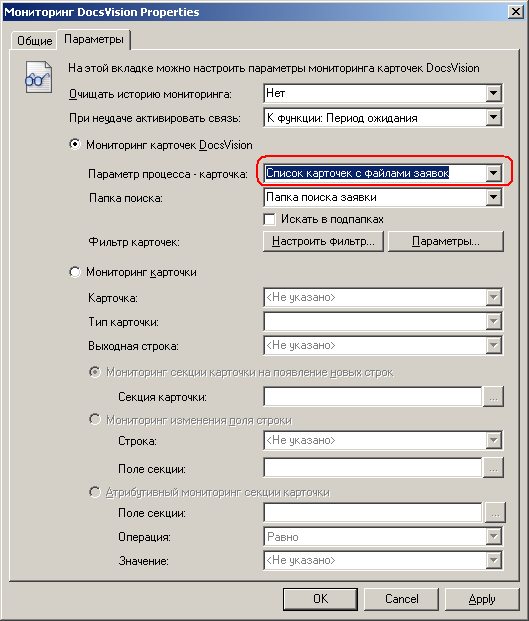 Мониторинг DocsVision Properties
Общие Параметры
На этой вкладке можно настроить параметры мониторинга карточек DocsVision
Очищать историю мониторинга: Нет
При неудаче активировать связь: К функции: Период ожидания
Мониторинг карточек DocsVision
Параметр процесса - карточка: Список карточек с файлами заявок
Папка поиска: Папка поиска заявки
Искать в подпапках
Фильтр карточек: Настроить фильтр... Параметры...
Мониторинг карточки
Карточка: <Не указано>
Тип карточки:
Выходная строка: <Не указано>
Мониторинг секции карточки на появление новых строк
Секция карточки: ...
Мониторинг изменения поля строки
Строка: <Не указано>
Поле секции: ...
Атрибутивный мониторинг секции карточки
Поле секции: ...
Операция: Равно
Значение: <Не указано>
OK Cancel Apply